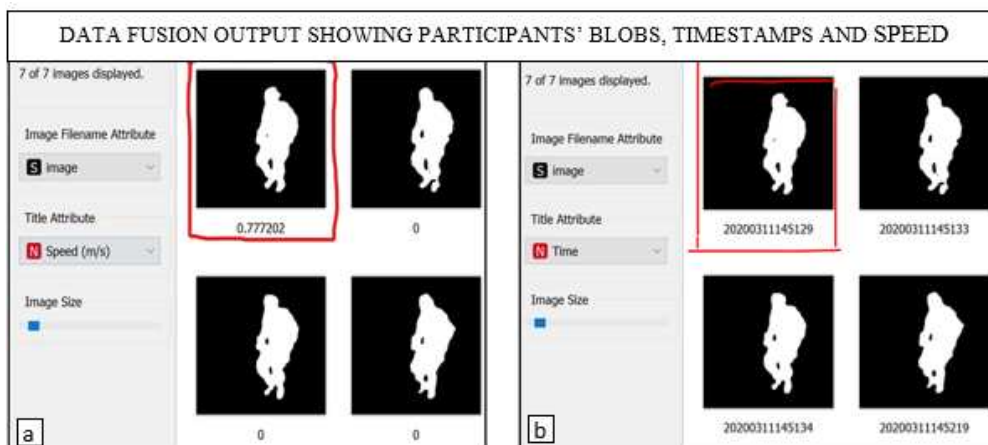 DATA FUSION OUTPUT SHOWING PARTICIPANTS' BLOBS, TIMESTAMPS AND SPEED
7 of 7 images displayed.
Image Filename Attribute
S image
Title Attribute
N Speed (m/s)
Image Size
0.777202 0
0 0
a
7 of 7 images displayed.
Image Filename Attribute
S image
Title Attribute
N Time
Image Size
20200311145129 20200311145133
20200311145134 20200311145219
b